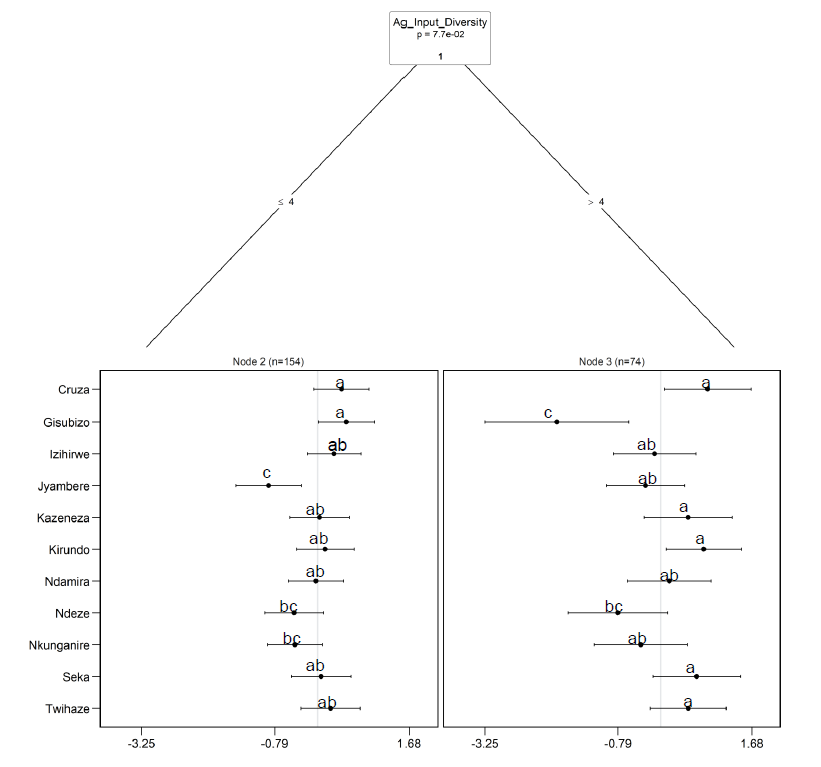 Ag_Input_Diversity
p = 7.7e-02
1
≤ 4
> 4
Node 2 (n=154)
Node 3 (n=74)
Cruza a a
Gisubizo a c
Izihirwe ab ab
Jyambere c ab
Kazeneza ab a
Kirundo ab a
Ndamira ab ab
Ndeze bc bc
Nkunganire bc ab
Seka ab a
Twihaze ab a
-3.25 -0.79 1.68 -3.25 -0.79 1.68